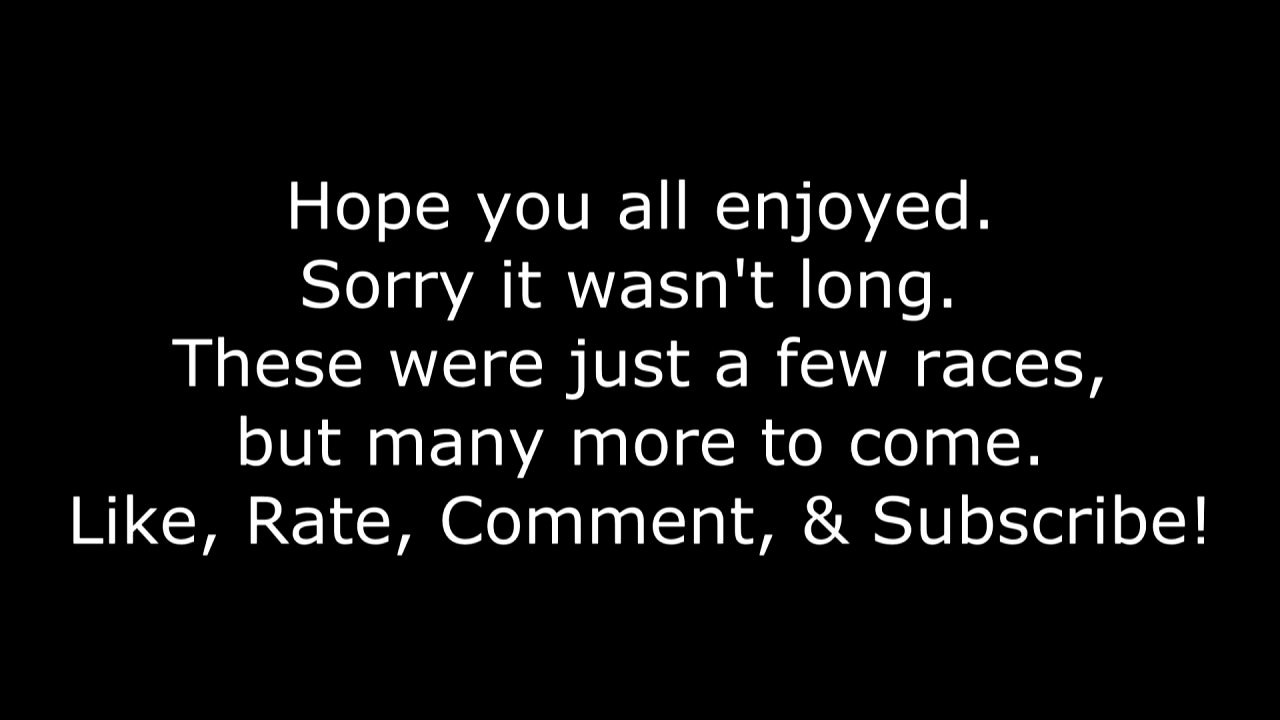 Hope you all enjoyed.
Sorry it wasn't long.
These were just a few races,
but many more to come.
Like, Rate, Comment, & Subscribe!